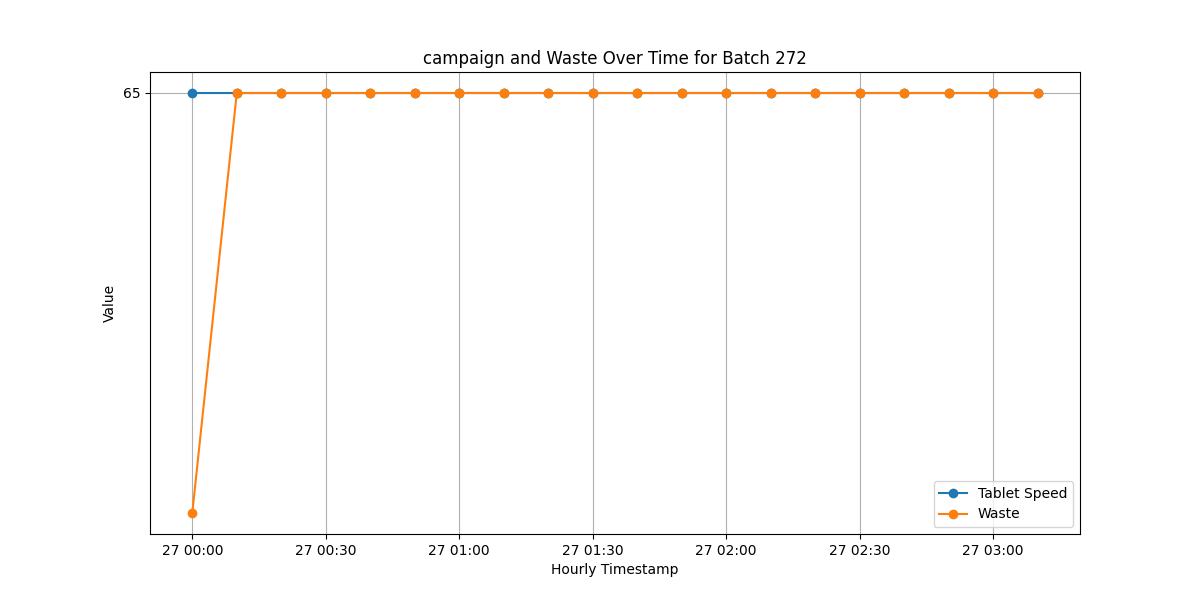 campaign and Waste Over Time for Batch 272
65
Value
Tablet Speed
Waste
27 00:00 27 00:30 27 01:00 27 01:30 27 02:00 27 02:30 27 03:00
Hourly Timestamp